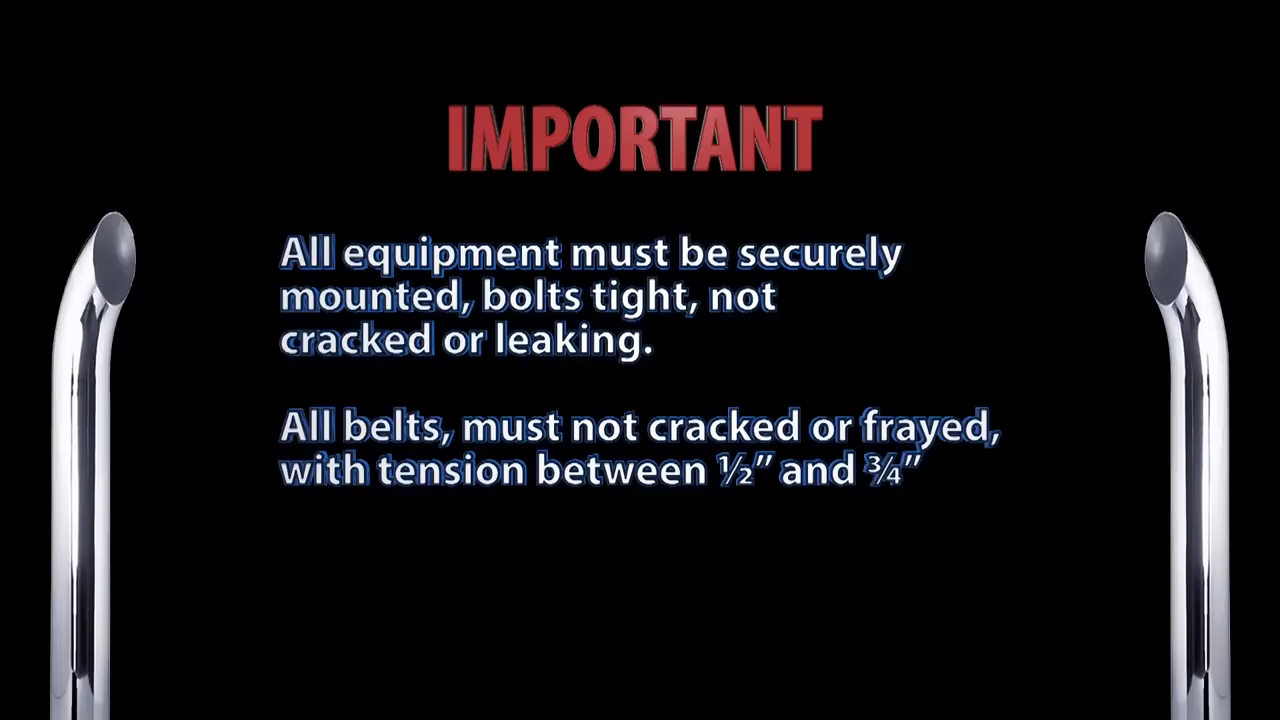 IMPORTANT
All equipment must be securely
mounted, bolts tight, not
cracked or leaking.
All belts, must not cracked or frayed,
with tension between ½” and ¾”